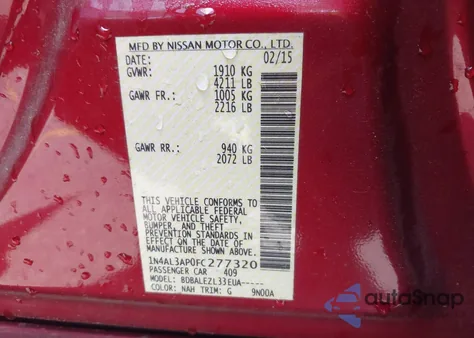 MFD BY NISSAN MOTOR CO., LTD.
DATE: 02/15
GVWR: 1910 KG
4211 LB
GAWR FR.: 1005 KG
2216 LB
GAWR RR.: 940 KG
2072 LB
THIS VEHICLE CONFORMS TO
ALL APPLICABLE FEDERAL
MOTOR VEHICLE SAFETY,
BUMPER, AND THEFT
PREVENTION STANDARDS
IN EFFECT ON THE DATE OF
MANUFACTURE SHOWN ABOVE.
1N4AL3AP0FC277320
PASSENGER CAR 409
MODEL: BDBALEZL33EUA-----
COLOR: NAH TRIM: G 9N00A
autoSnap